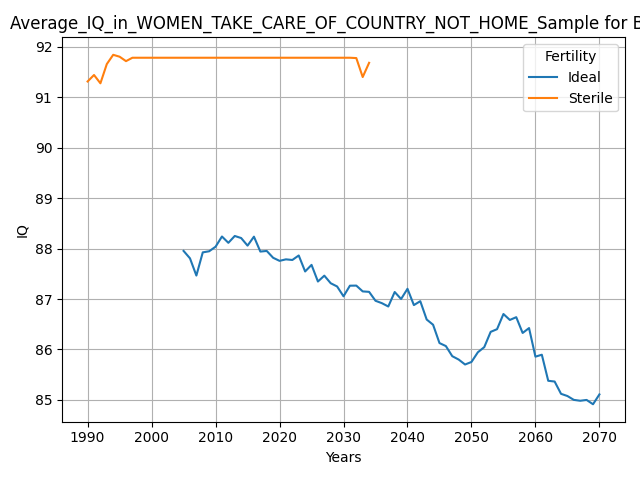 Average_IQ_in_WOMEN_TAKE_CARE_OF_COUNTRY_NOT_HOME_Sample for
92
91
90
89
88
87
86
85
IQ
Fertility
Ideal
Sterile
1990 2000 2010 2020 2030 2040 2050 2060 2070
Years